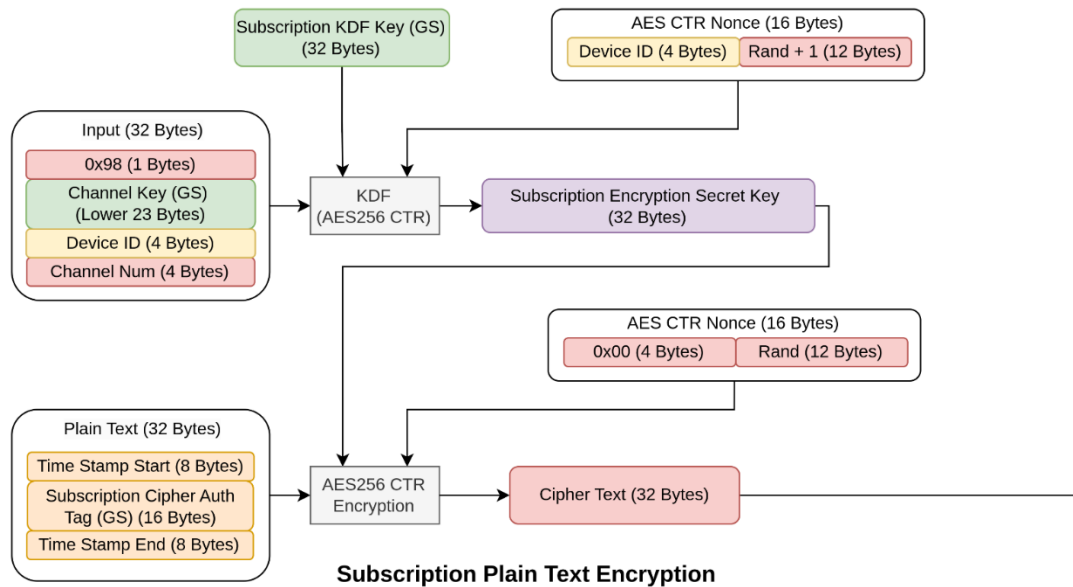 Subscription KDF Key (GS)
(32 Bytes)
AES CTR Nonce (16 Bytes)
Device ID (4 Bytes)
Rand + 1 (12 Bytes)
Input (32 Bytes)
0x98 (1 Bytes)
Channel Key (GS)
(Lower 23 Bytes)
Device ID (4 Bytes)
Channel Num (4 Bytes)
KDF
(AES256 CTR)
Subscription Encryption Secret Key
(32 Bytes)
AES CTR Nonce (16 Bytes)
0x00 (4 Bytes)
Rand (12 Bytes)
Plain Text (32 Bytes)
Time Stamp Start (8 Bytes)
Subscription Cipher Auth
Tag (GS) (16 Bytes)
Time Stamp End (8 Bytes)
AES256 CTR
Encryption
Cipher Text (32 Bytes)
Subscription Plain Text Encryption